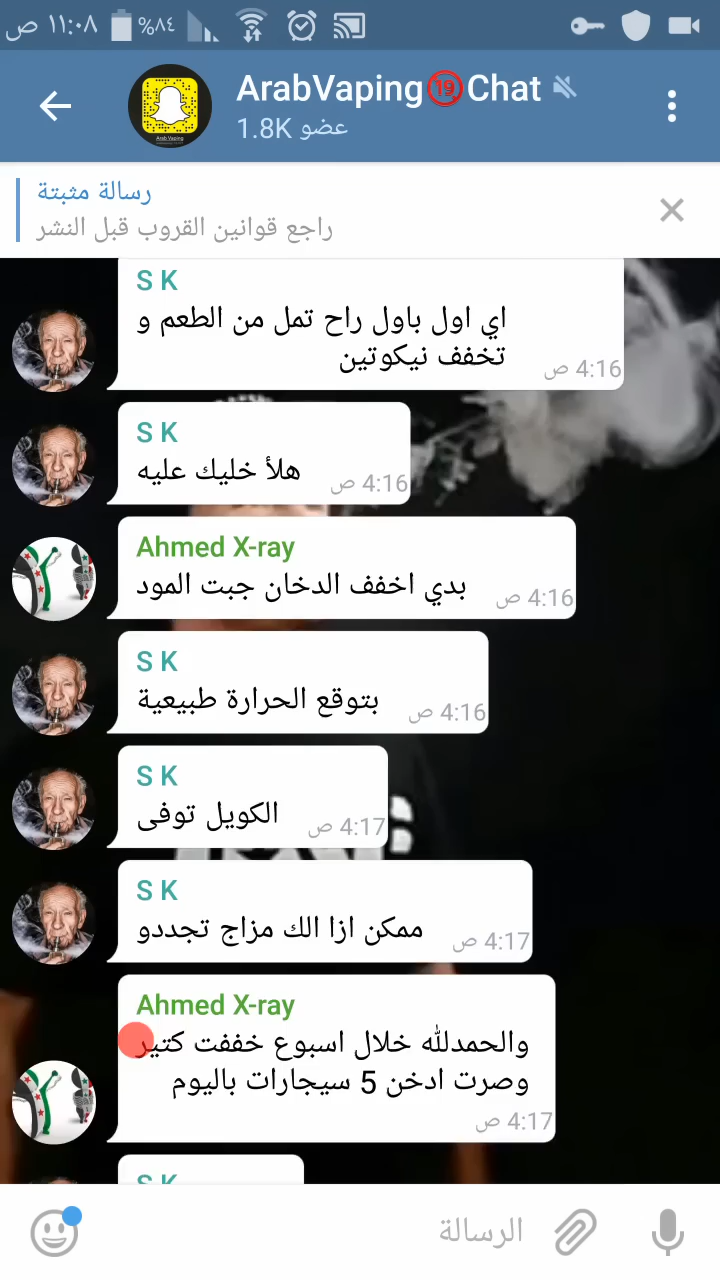 ص ١١:٠٨ %٨٤
ArabVaping🔞Chat
1.8K عضو
رسالة مثبتة
راجع قوانين القروب قبل النشر
S K
اي اول باول راح تمل من الطعم و
تخفف نيكوتين
4:16 ص
S K
هلأ خليك عليه
4:16 ص
Ahmed X-ray
بدي اخفف الدخان جبت المود
4:16 ص
S K
بتوقع الحرارة طبيعية
4:16 ص
S K
الكويل توفى
4:17 ص
S K
ممكن ازا الك مزاج تجددو
4:17 ص
Ahmed X-ray
والحمدلله خلال اسبوع خففت كتير
وصرت ادخن 5 سيجارات باليوم
4:17 ص
S K
الرسالة